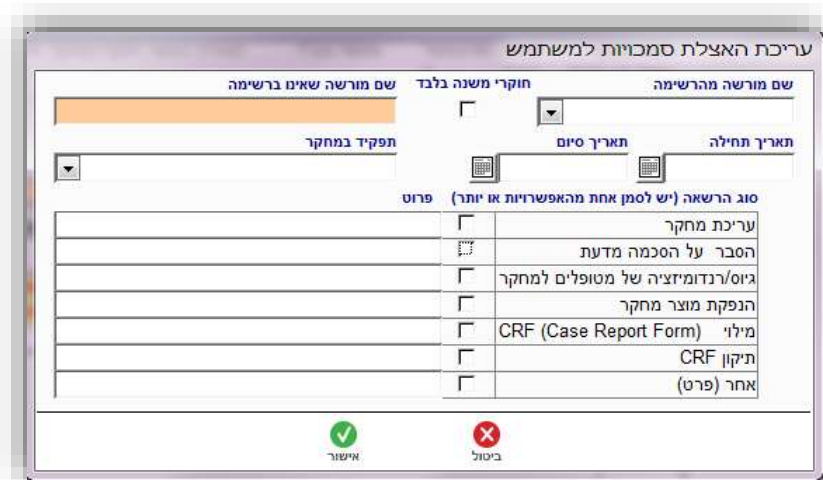 עריכת האצלת סמכויות למשתמש
שם מורשה מהרשימה חוקרי משנה בלבד שם מורשה שאינו ברשימה
תאריך תחילה תאריך סיום תפקיד במחקר
סוג הרשאה (יש לסמן אחת מהאפשרויות או יותר) פרוט
עריכת מחקר
הסבר על הסכמה מדעת
גיוס/רנדומיזציה של מטופלים למחקר
הנפקת מוצר מחקר
מילוי CRF (Case Report Form)
תיקון CRF
אחר (פרט)
אישור ביטול